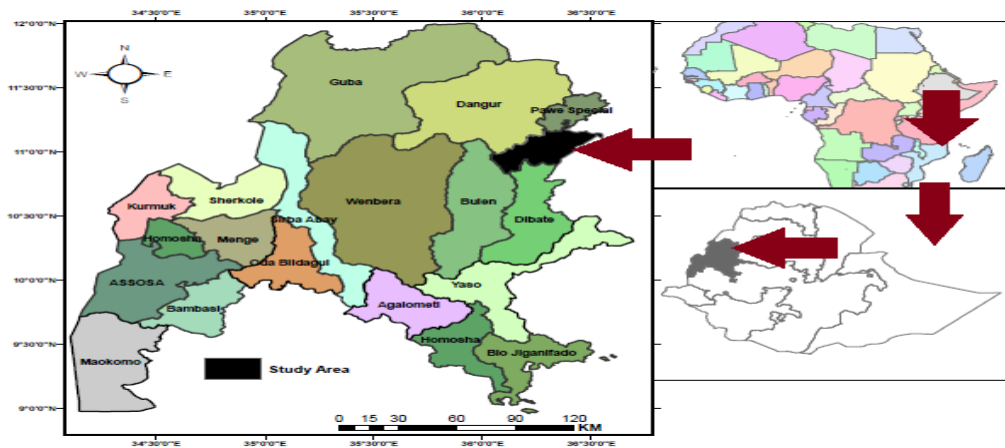 34°30'0"E 35°0'0"E 35°30'0"E 36°0'0"E 36°30'0"E
12°0'0"N
N
W E
S
Guba
11°30'0"N
Dangur
Pawe Special
11°0'0"N
Wenbera
Bulen
Dibate
Sherkole
Kurmuk
10°30'0"N
Sirba Abay
Homosha
Menge
Oda Bildagul
ASSOSA
10°0'0"N
Yaso
Bambasi
Agalometi
9°30'0"N
Homosha
Blo Jiganifado
Maokomo
Study Area
9°0'0"N
0 15 30 60 90 120
KM
34°30'0"E 35°0'0"E 35°30'0"E 36°0'0"E 36°30'0"E